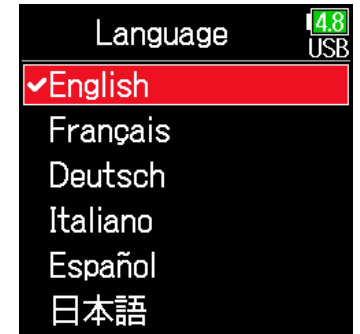 Language
4.8
USB
English
Français
Deutsch
Italiano
Español
日本語